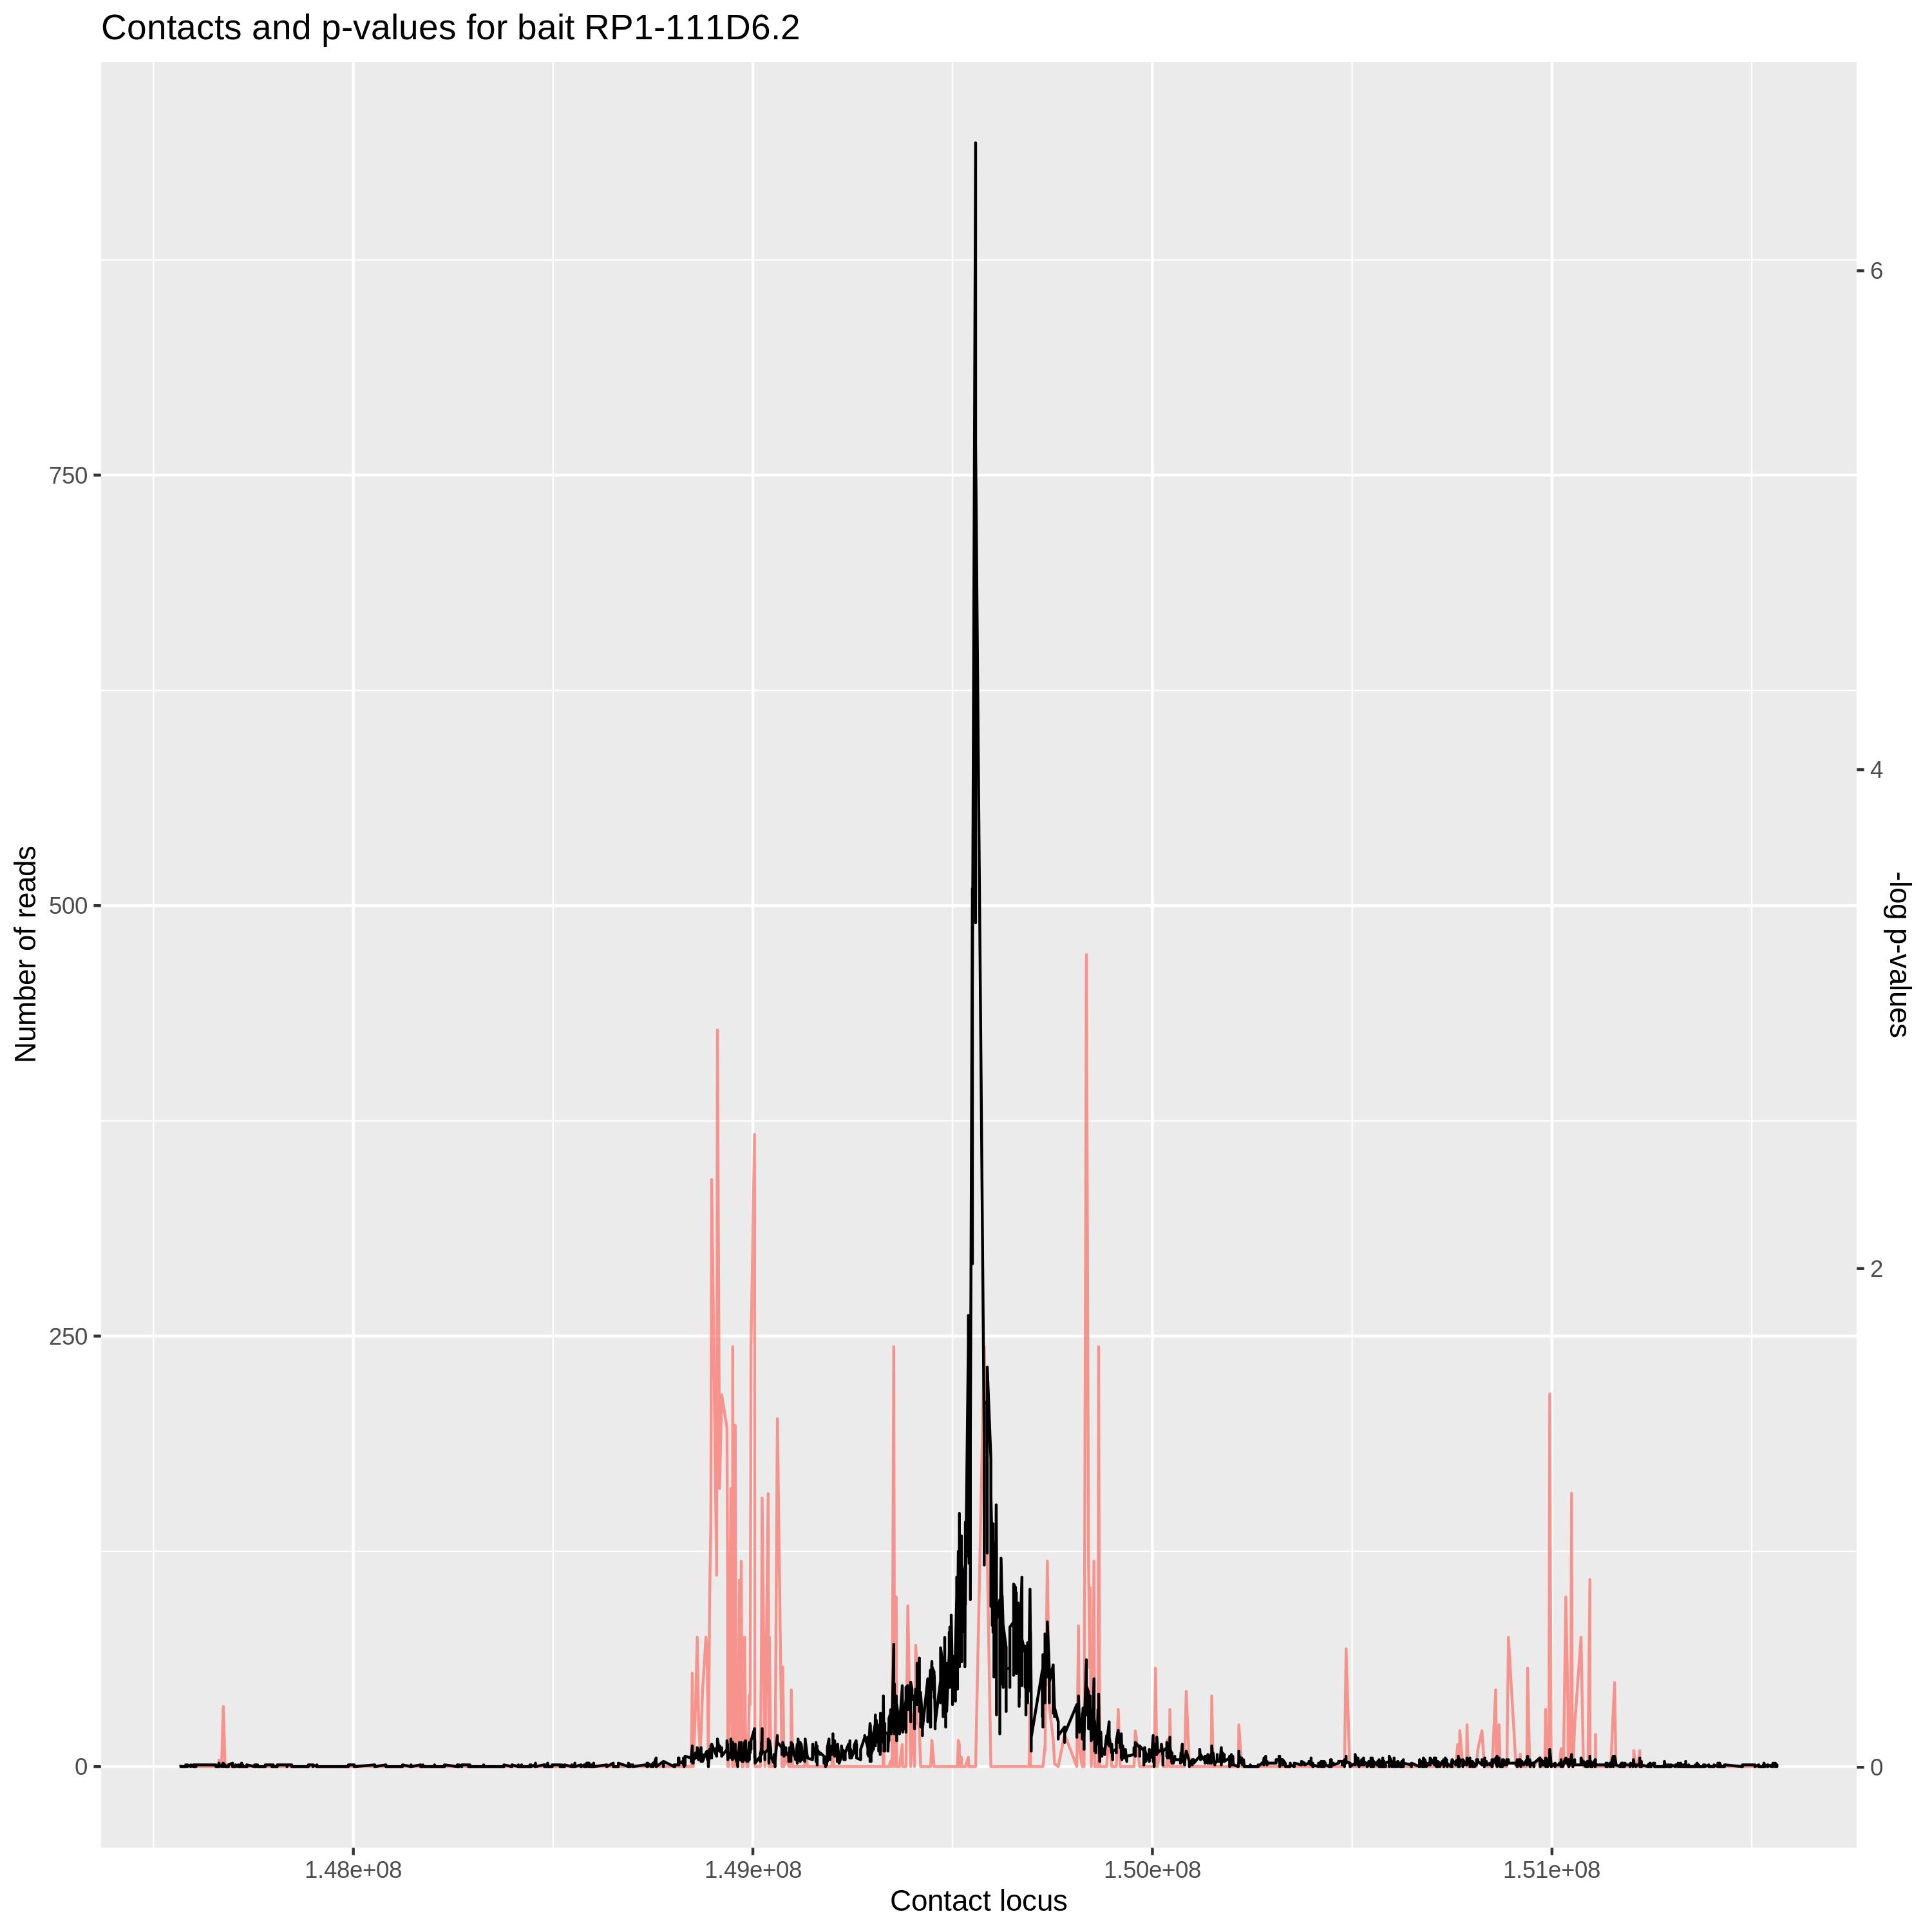 Contacts and p-values for bait RP1-111D6.2
750
500
250
0
Number of reads
6
4
2
0
-log p-values
1.48e+08
1.49e+08
1.50e+08
1.51e+08
Contact locus